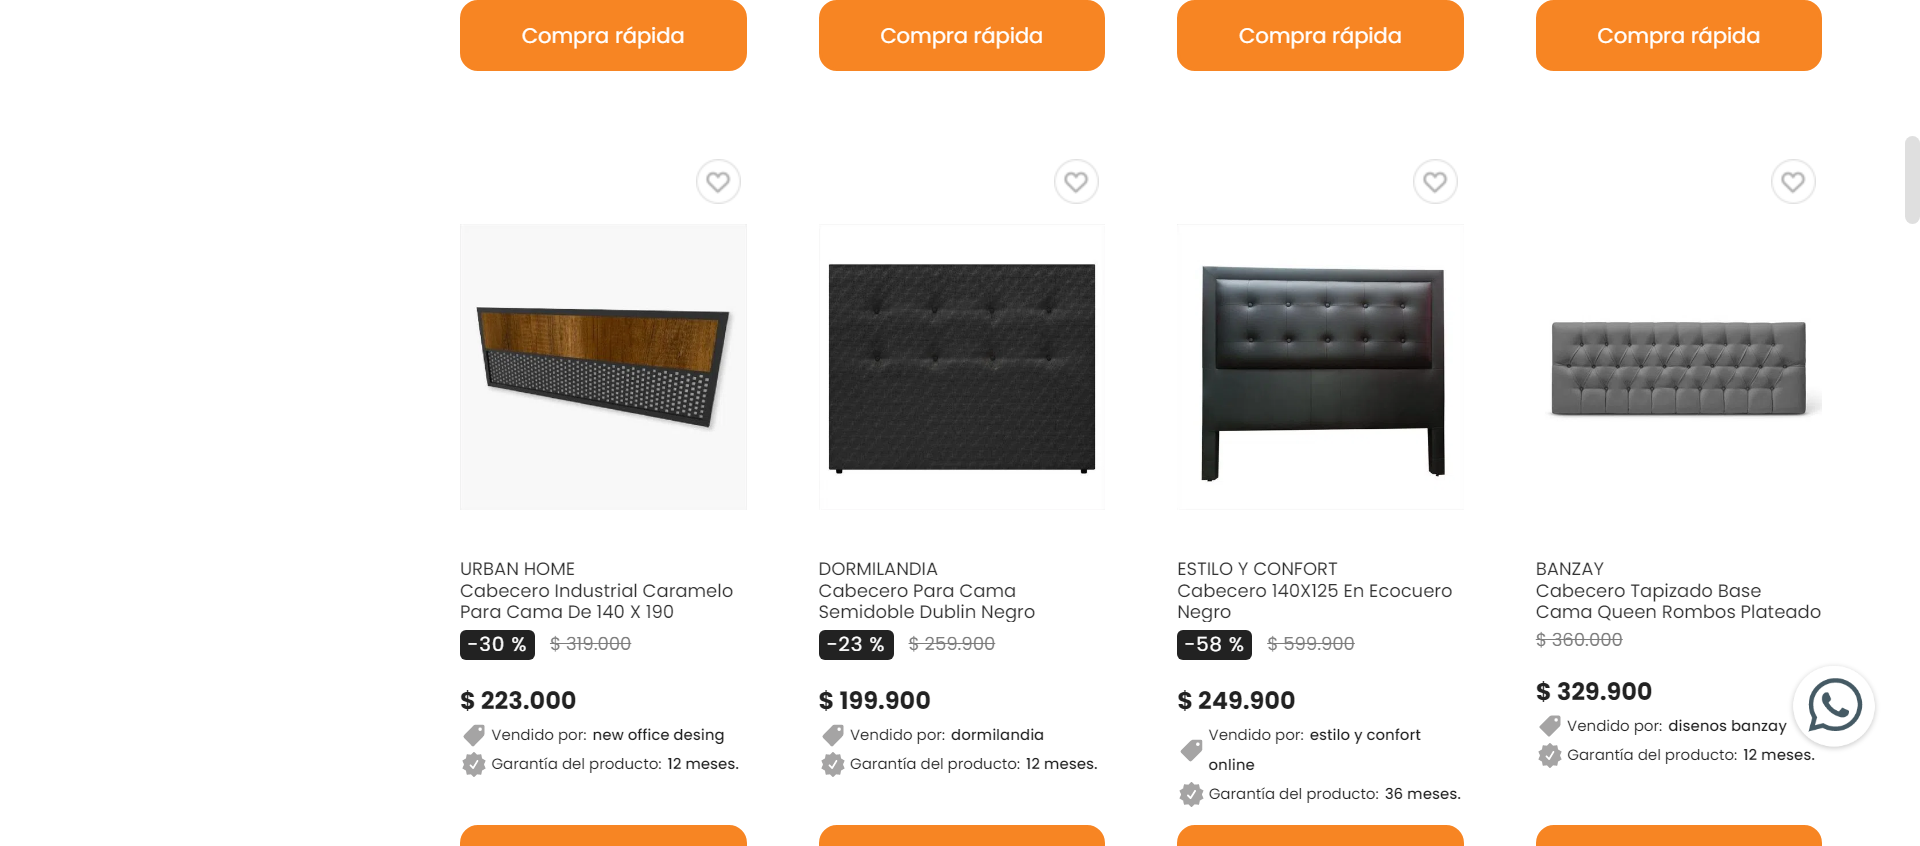 Compra rápida
Compra rápida
Compra rápida
Compra rápida
URBAN HOME
Cabecero Industrial Caramelo
Para Cama De 140 X 190
-30 %
$ 319.000
$ 223.000
Vendido por: new office desing
Garantía del producto: 12 meses.
DORMILANDIA
Cabecero Para Cama
Semidoble Dublin Negro
-23 %
$ 259.900
$ 199.900
Vendido por: dormilandia
Garantía del producto: 12 meses.
ESTILO Y CONFORT
Cabecero 140X125 En Ecocuero
Negro
-58 %
$ 599.900
$ 249.900
Vendido por: estilo y confort
online
Garantía del producto: 36 meses.
BANZAY
Cabecero Tapizado Base
Cama Queen Rombos Plateado
$ 360.000
$ 329.900
Vendido por: disenos banzay
Garantía del producto: 12 meses.